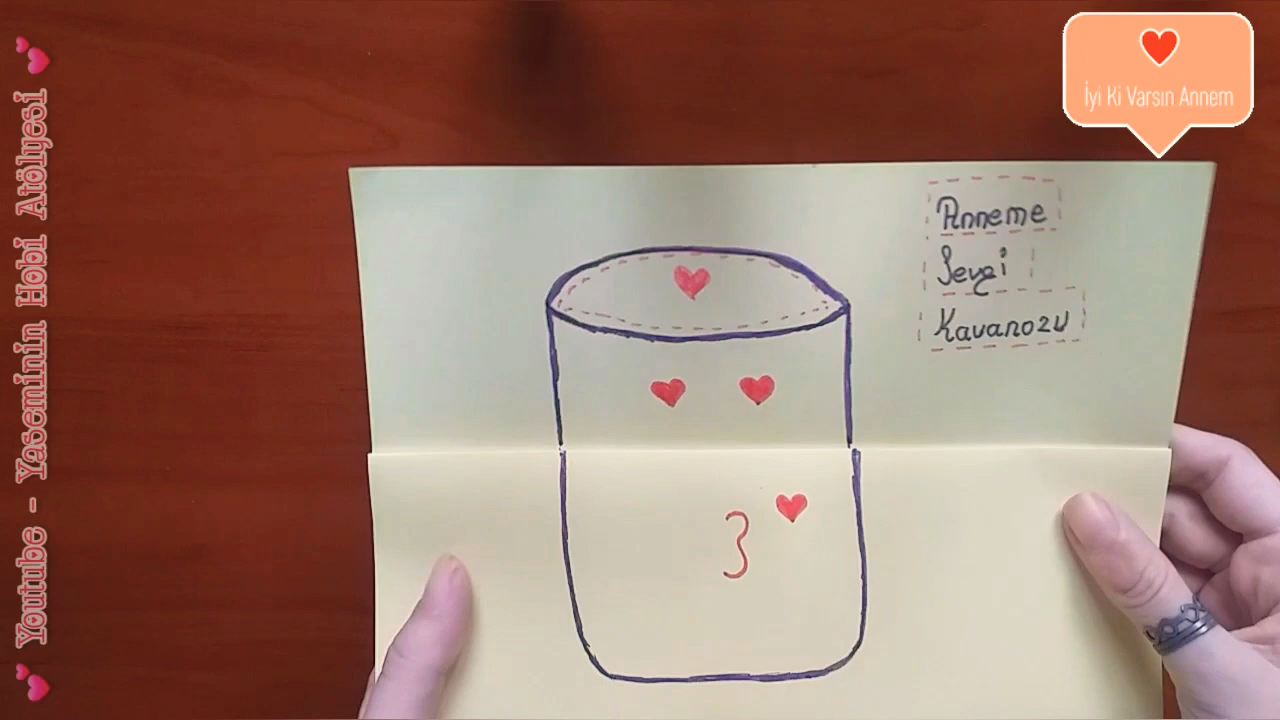 Youtube - Yaseminin Hobi Atölyesi
İyi Ki Varsın Annem
Anneme
Sevgi
Kavanozu